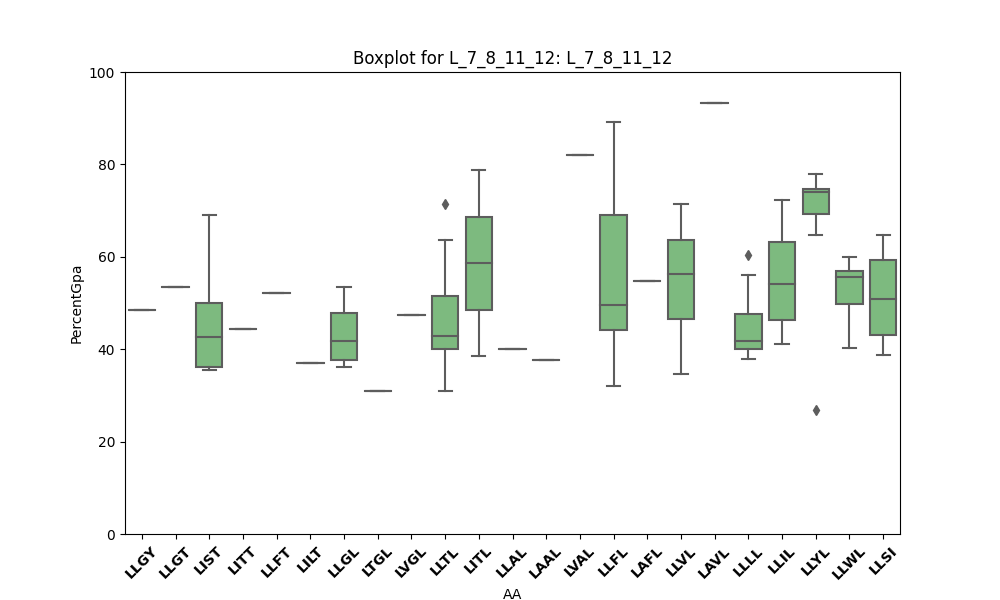 Boxplot for L_7_8_11_12: L_7_8_11_12
100
80
60
40
20
0
PercentGpa
LLGY
LLGT
LIST
LITT
LLFT
LILT
LLGL
LTGL
LVGL
LLTL
LITL
LLAL
LAAL
LVAL
LLFL
LAFL
LLVL
LAVL
LLLL
LLIL
LLYL
LLWL
LLSI
AA